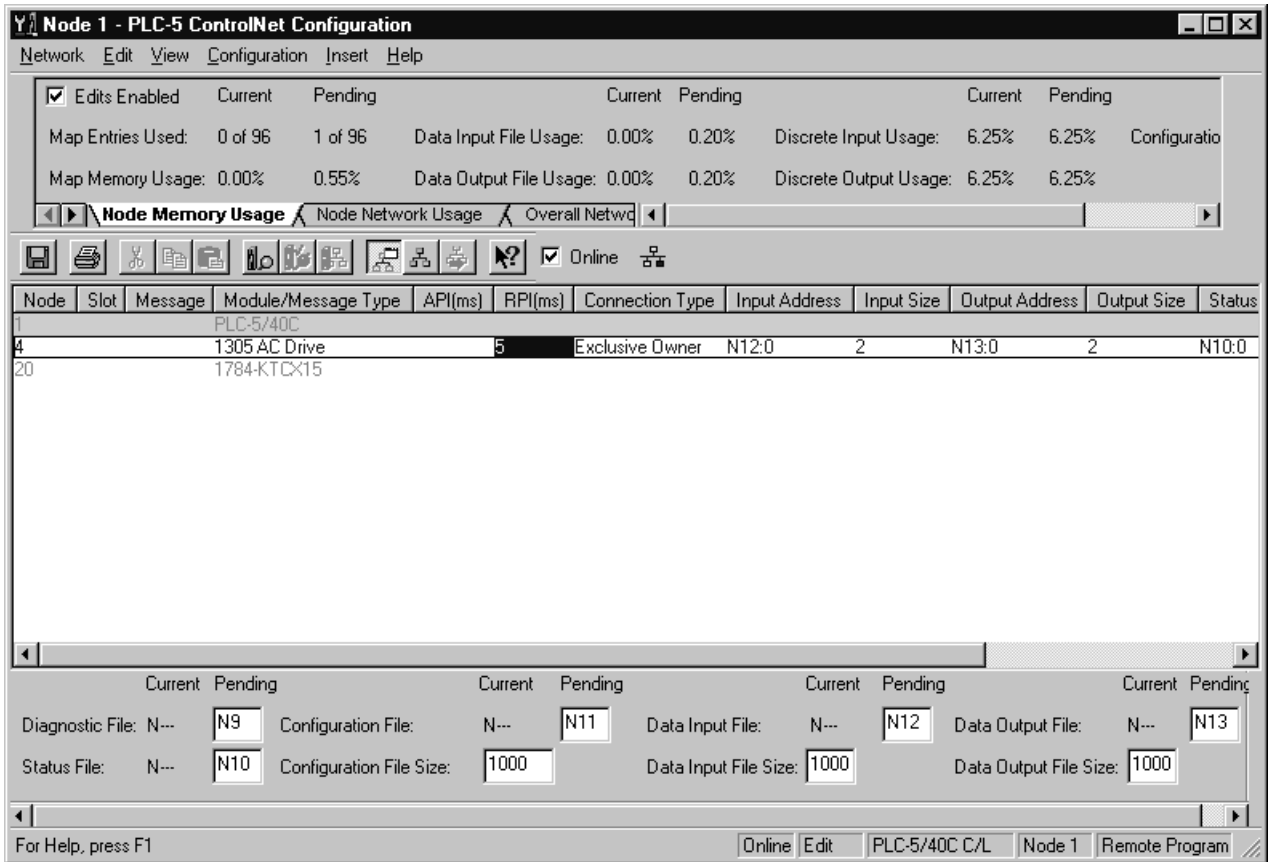 Node 1 - PLC-5 ControlNet Configuration
Network Edit View Configuration Insert Help
Edits Enabled Current Pending Current Pending Current Pending
Map Entries Used: 0 of 96 1 of 96 Data Input File Usage: 0.00% 0.20% Discrete Input Usage: 6.25% 6.25% Configuratio
Map Memory Usage: 0.00% 0.55% Data Output File Usage: 0.00% 0.20% Discrete Output Usage: 6.25% 6.25%
Node Memory Usage Node Network Usage Overall Netwo
Online
Node Slot Message Module/Message Type API(ms) RPI(ms) Connection Type Input Address Input Size Output Address Output Size Status
1 PLC-5/40C
4 1305 AC Drive 5 Exclusive Owner N12:0 2 N13:0 2 N10:0
20 1784-KTCX15
Current Pending Current Pending Current Pending Current Pending
Diagnostic File: N--- N9 Configuration File: N--- N11 Data Input File: N--- N12 Data Output File: N--- N13
Status File: N--- N10 Configuration File Size: 1000 Data Input File Size: 1000 Data Output File Size: 1000
For Help, press F1 Online Edit PLC-5/40C C/L Node 1 Remote Program